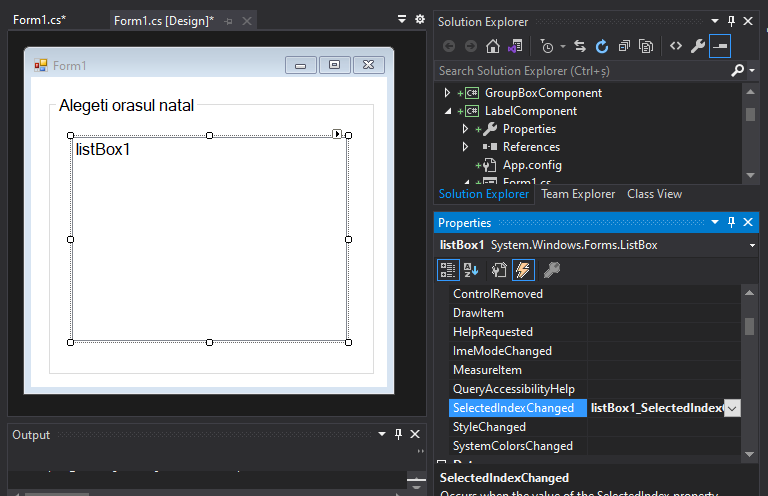 Form1.cs*
Form1.cs [Design]*
Form1
Alegeti orasul natal
listBox1
Output
Solution Explorer
Search Solution Explorer (Ctrl+ș)
GroupBoxComponent
LabelComponent
Properties
References
App.config
Form1.cs
Solution Explorer Team Explorer Class View
Properties
listBox1 System.Windows.Forms.ListBox
ControlRemoved
DrawItem
HelpRequested
ImeModeChanged
MeasureItem
QueryAccessibilityHelp
SelectedIndexChanged listBox1_SelectedIndex
StyleChanged
SystemColorsChanged
SelectedIndexChanged
Occurs when the value of the SelectedIndex property